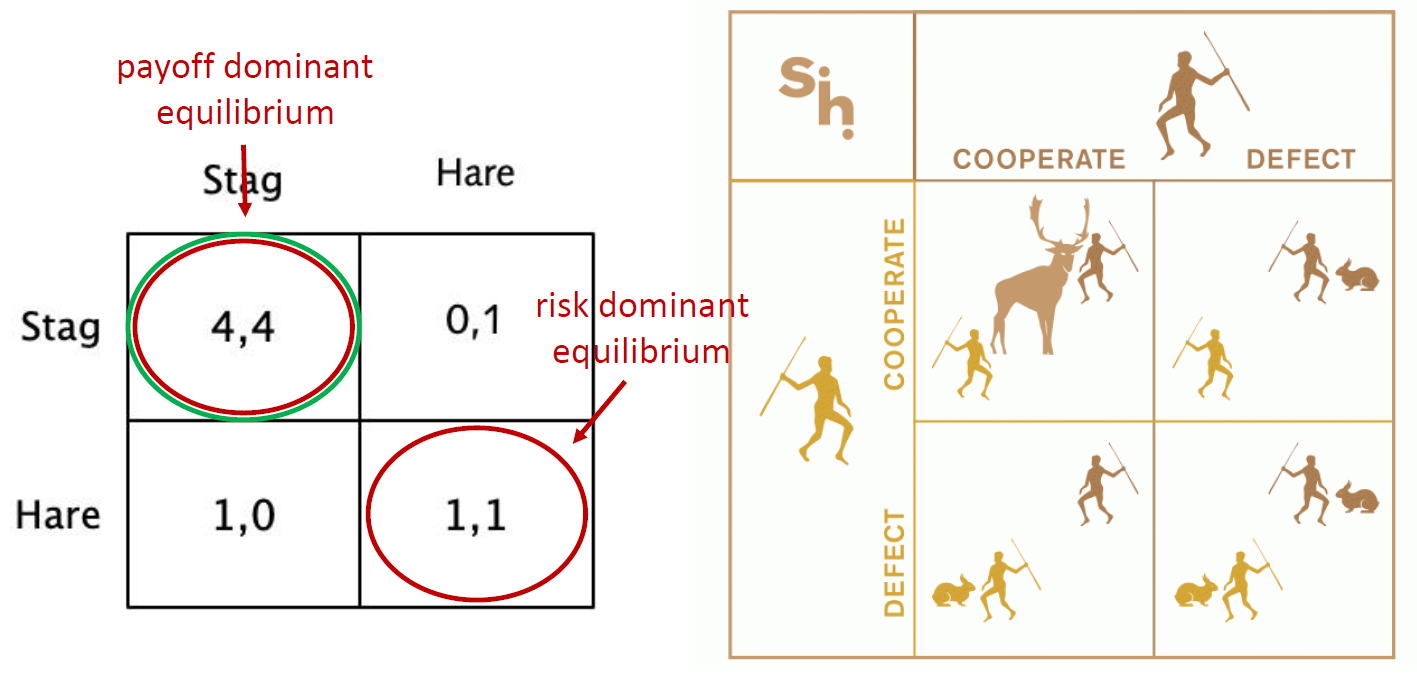 payoff dominant
equilibrium
Stag
Hare
Stag
4,4
0,1
risk dominant
equilibrium
Hare
1,0
1,1
sih
COOPERATE
DEFECT
COOPERATE
DEFECT